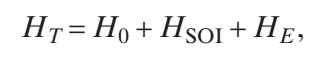 H_T = H_0 + H_SOI + H_E,